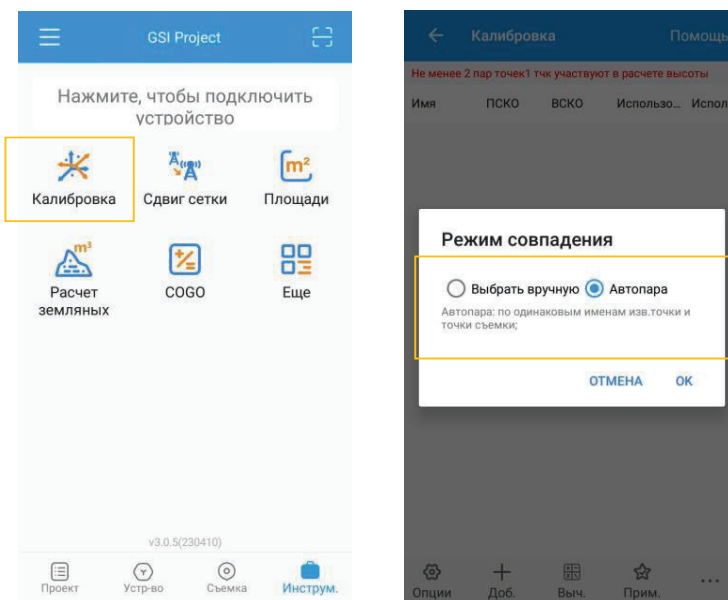 GSI Project
Нажмите, чтобы подключить
устройство
Калибровка
Сдвиг сетки
Площади
Расчет
земляных
COGO
Еще
v3.0.5(230410)
Проект
Устр-во
Съемка
Инструм.
Калибровка
Помощь
Не менее 2 пар точек1 тчк участвуют в расчете высоты
Имя ПСКО ВСКО Использо... Испол
Режим совпадения
Выбрать вручную Автопара
Автопара: по одинаковым именам изв.точки и
точки съемки;
ОТМЕНА OK
Опции Доб. Выч. Прим. ...